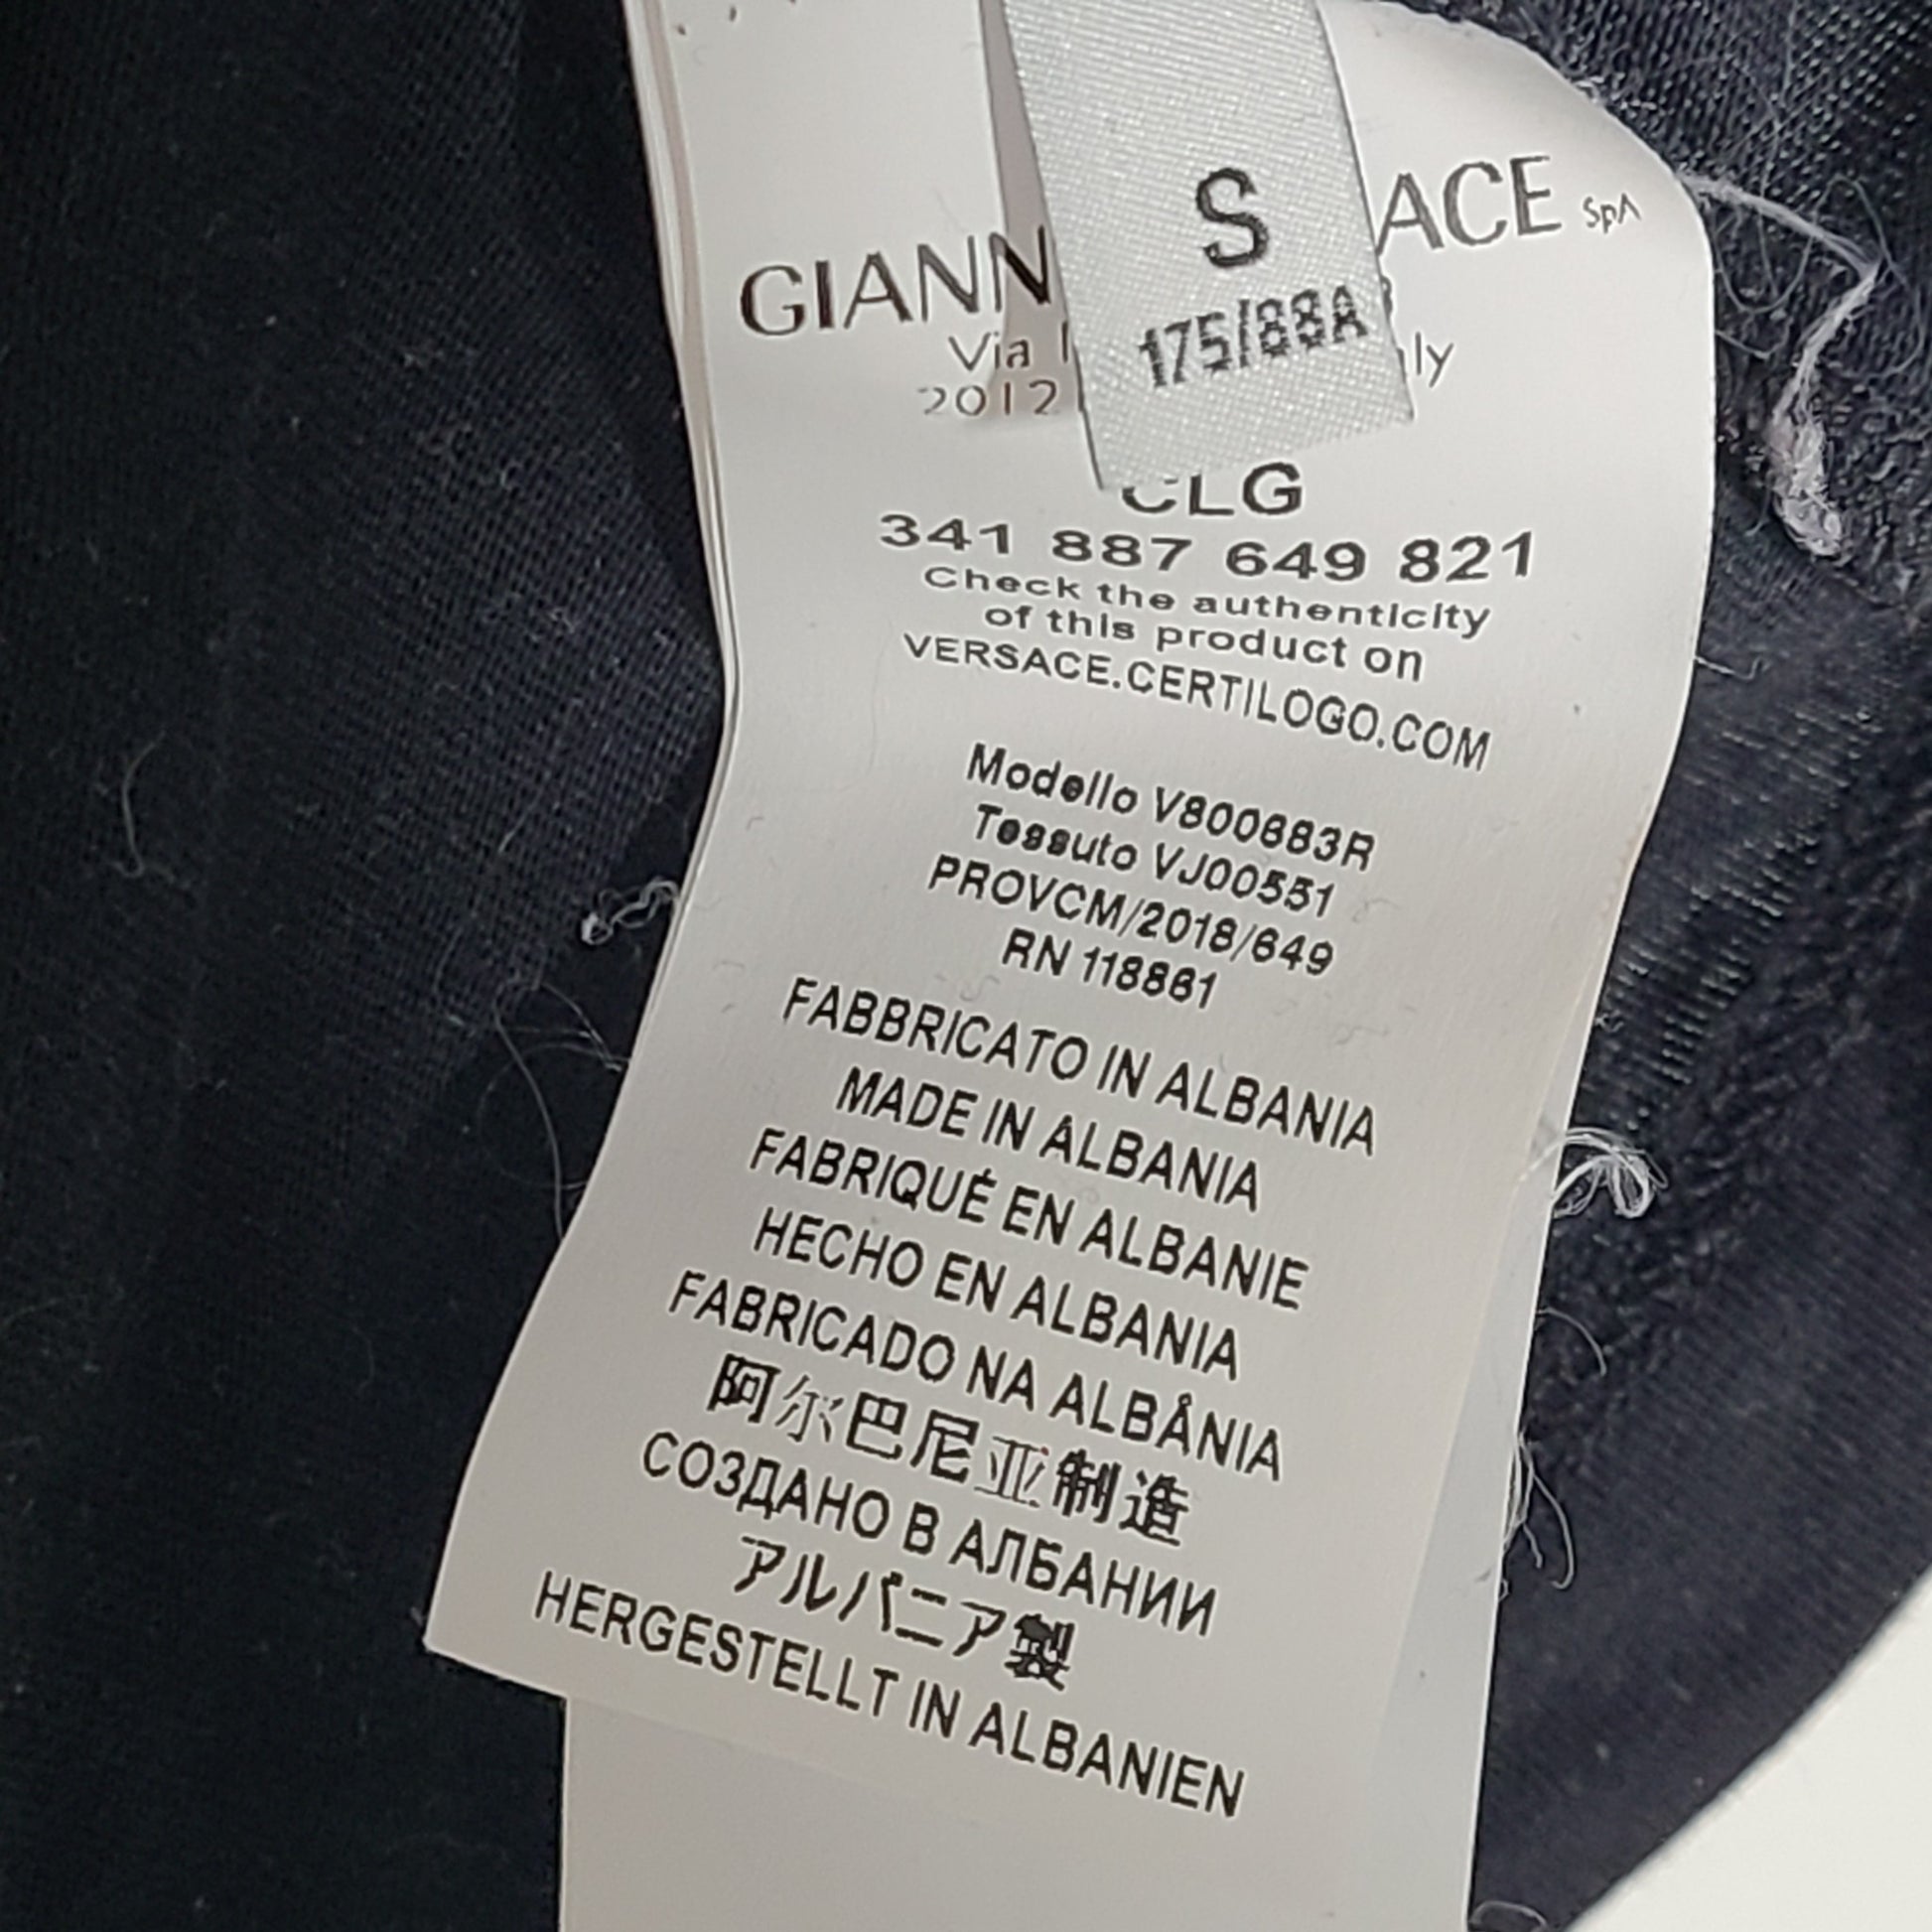 S
175/88A
GIANN ACE SpA
Via
2012 ly
CLG
341 887 649 821
Check the authenticity
of this product on
VERSACE.CERTILOGO.COM
Modello V800683R
Tessuto VJ00551
PROVCM/2018/649
RN 118861
FABBRICATO IN ALBANIA
MADE IN ALBANIA
FABRIQUÉ EN ALBANIE
HECHO EN ALBANIA
FABRICADO NA ALBÂNIA
阿尔巴尼亚制造
СОЗДАНО В АЛБАНИИ
アルバニア製
HERGESTELLT IN ALBANIEN